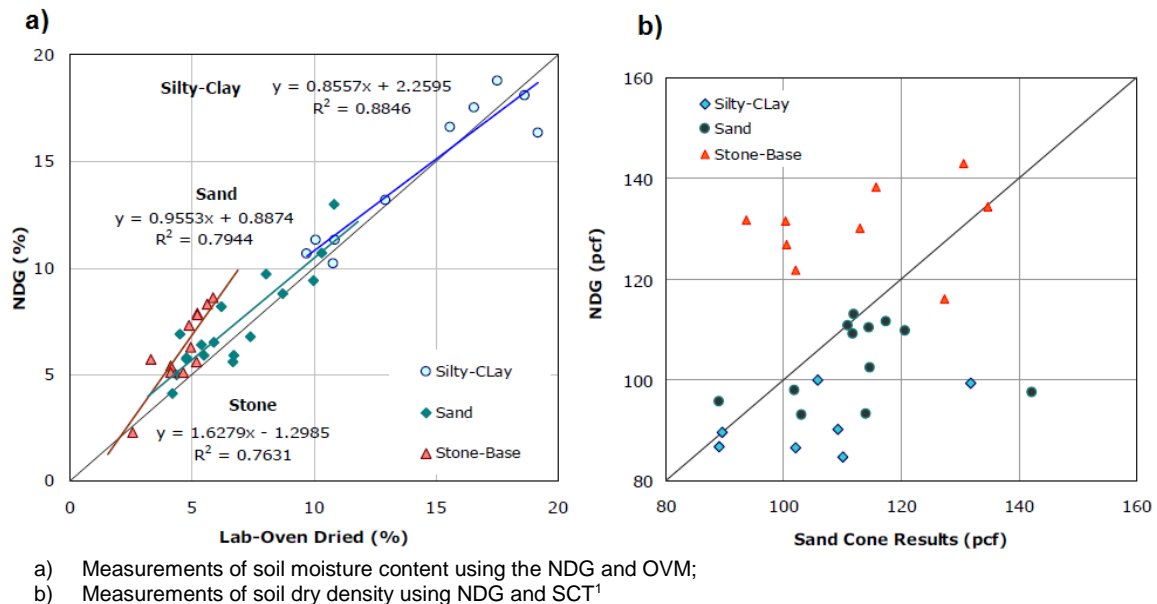 a)
20
15
10
5
0
0 5 10 15 20
NDG (%)
Lab-Oven Dried (%)
Silty-Clay y = 0.8557x + 2.2595
R² = 0.8846
Sand
y = 0.9553x + 0.8874
R² = 0.7944
Stone
y = 1.6279x - 1.2985
R² = 0.7631
Silty-CLay
Sand
Stone-Base
b)
160
140
120
100
80
80 100 120 140 160
NDG (pcf)
Sand Cone Results (pcf)
Silty-CLay
Sand
Stone-Base
a) Measurements of soil moisture content using the NDG and OVM;
b) Measurements of soil dry density using NDG and SCT¹